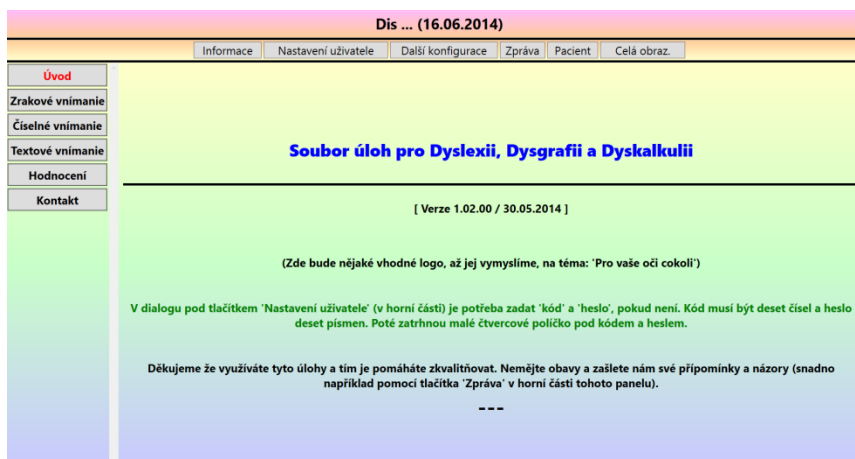 Dis ... (16.06.2014)
Informace Nastavení uživatele Další konfigurace Zpráva Pacient Celá obraz.
Úvod
Zrakové vnímanie
Číselné vnímanie
Textové vnímanie
Hodnocení
Kontakt
Soubor úloh pro Dyslexii, Dysgrafii a Dyskalkulii
[ Verze 1.02.00 / 30.05.2014 ]
(Zde bude nějaké vhodné logo, až jej vymyslíme, na téma: 'Pro vaše oči cokoli')
V dialogu pod tlačítkem 'Nastavení uživatele' (v horní části) je potřeba zadat 'kód' a 'heslo', pokud není. Kód musí být deset čísel a heslo
deset písmen. Poté zatrhnou malé čtvercové políčko pod kódem a heslem.
Děkujeme že využíváte tyto úlohy a tím je pomáháte zkvalitňovat. Nemějte obavy a zašlete nám své přípomínky a názory (snadno
například pomocí tlačítka 'Zpráva' v horní části tohoto panelu).
---